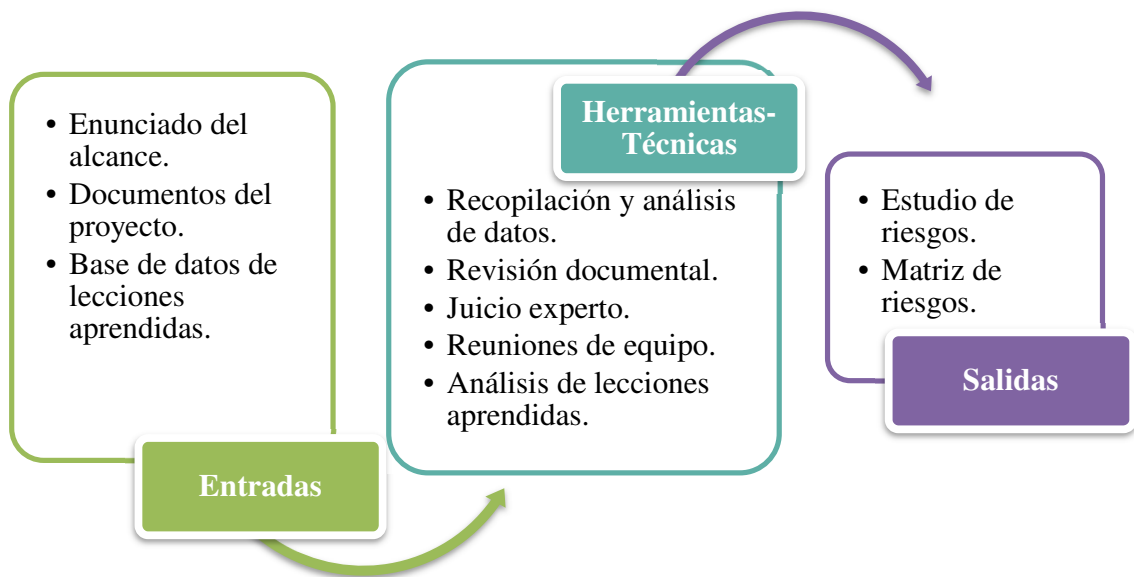 • Enunciado del
alcance.
• Documentos del
proyecto.
• Base de datos de
lecciones
aprendidas.
Entradas
Herramientas-
Técnicas
• Recopilación y análisis
de datos.
• Revisión documental.
• Juicio experto.
• Reuniones de equipo.
• Análisis de lecciones
aprendidas.
• Estudio de
riesgos.
• Matriz de
riesgos.
Salidas